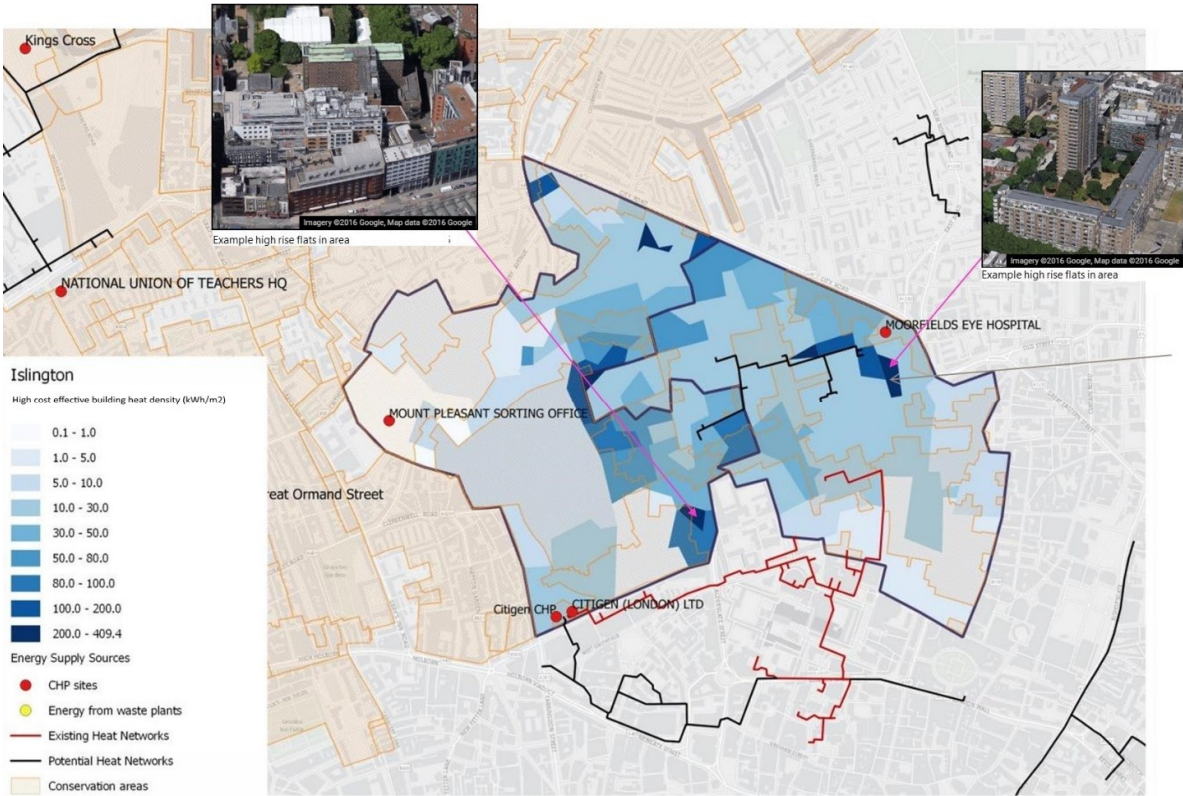 Kings Cross
Imagery ©2016 Google, Map data ©2016 Google
Example high rise flats in area
Imagery ©2016 Google, Map data ©2016 Google
Example high rise flats in area
NATIONAL UNION OF TEACHERS HQ
MOORFIELDS EYE HOSPITAL
MOUNT PLEASANT SORTING OFFICE
reat Ormand Street
Citigen CHP
CITIGEN (LONDON) LTD
Islington
High cost effective building heat density (kWh/m2)
0.1 - 1.0
1.0 - 5.0
5.0 - 10.0
10.0 - 30.0
30.0 - 50.0
50.0 - 80.0
80.0 - 100.0
100.0 - 200.0
200.0 - 409.4
Energy Supply Sources
CHP sites
Energy from waste plants
Existing Heat Networks
Potential Heat Networks
Conservation areas